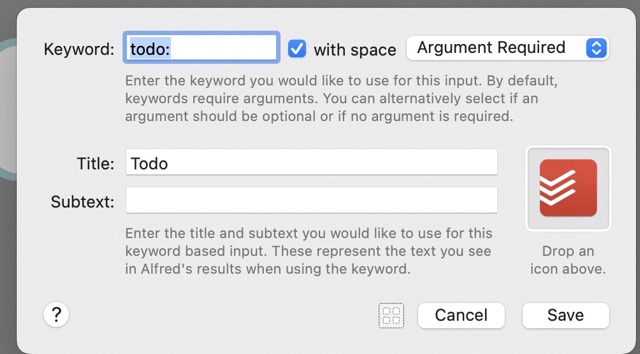 Keyword: todo: with space Argument Required
Enter the keyword you would like to use for this input. By default,
keywords require arguments. You can alternatively select if an
argument should be optional or if no argument is required.
Title: Todo
Subtext:
Enter the title and subtext you would like to use for this
keyword based input. These represent the text you see
in Alfred's results when using the keyword.
Drop an
icon above.
? Cancel Save